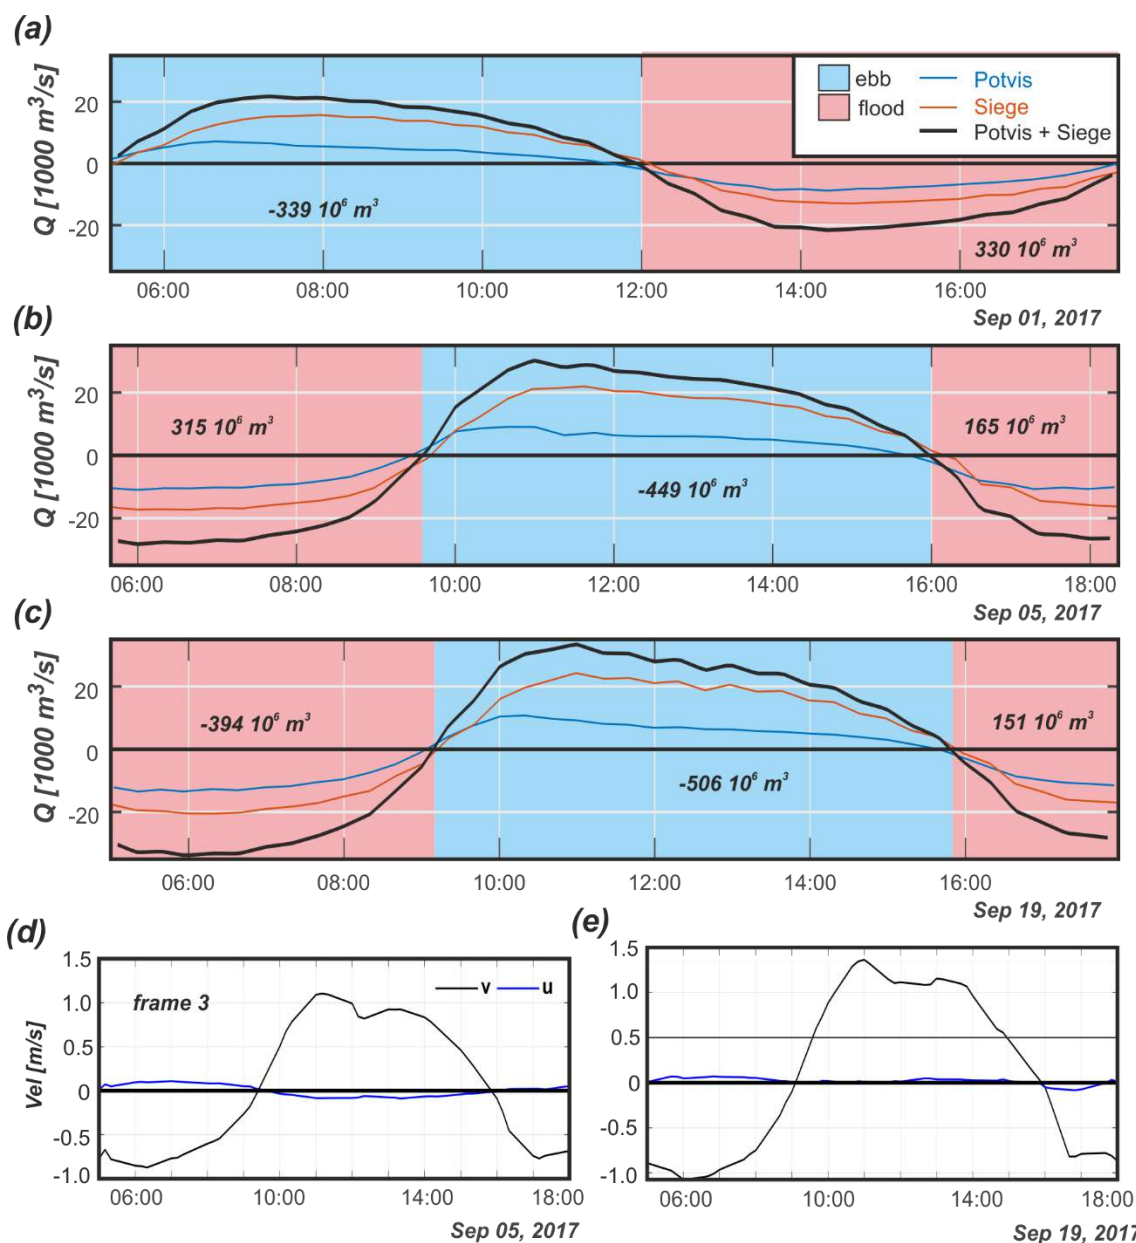 (a)
Q [1000 m³/s]
20
0
-20
ebb
flood
Potvis
Siege
Potvis + Siege
-339 10⁶ m³
330 10⁶ m³
06:00 08:00 10:00 12:00 14:00 16:00
Sep 01, 2017
(b)
Q [1000 m³/s]
20
0
-20
315 10⁶ m³
-449 10⁶ m³
165 10⁶ m³
06:00 08:00 10:00 12:00 14:00 16:00 18:00
Sep 05, 2017
(c)
Q [1000 m³/s]
20
0
-20
-394 10⁶ m³
-506 10⁶ m³
151 10⁶ m³
06:00 08:00 10:00 12:00 14:00 16:00
Sep 19, 2017
(d)
Vel [m/s]
1.5
1.0
0.5
0
-0.5
-1.0
frame 3
v u
06:00 10:00 14:00 18:00
Sep 05, 2017
(e)
1.5
1.0
0.5
0
-0.5
-1.0
06:00 10:00 14:00 18:00
Sep 19, 2017